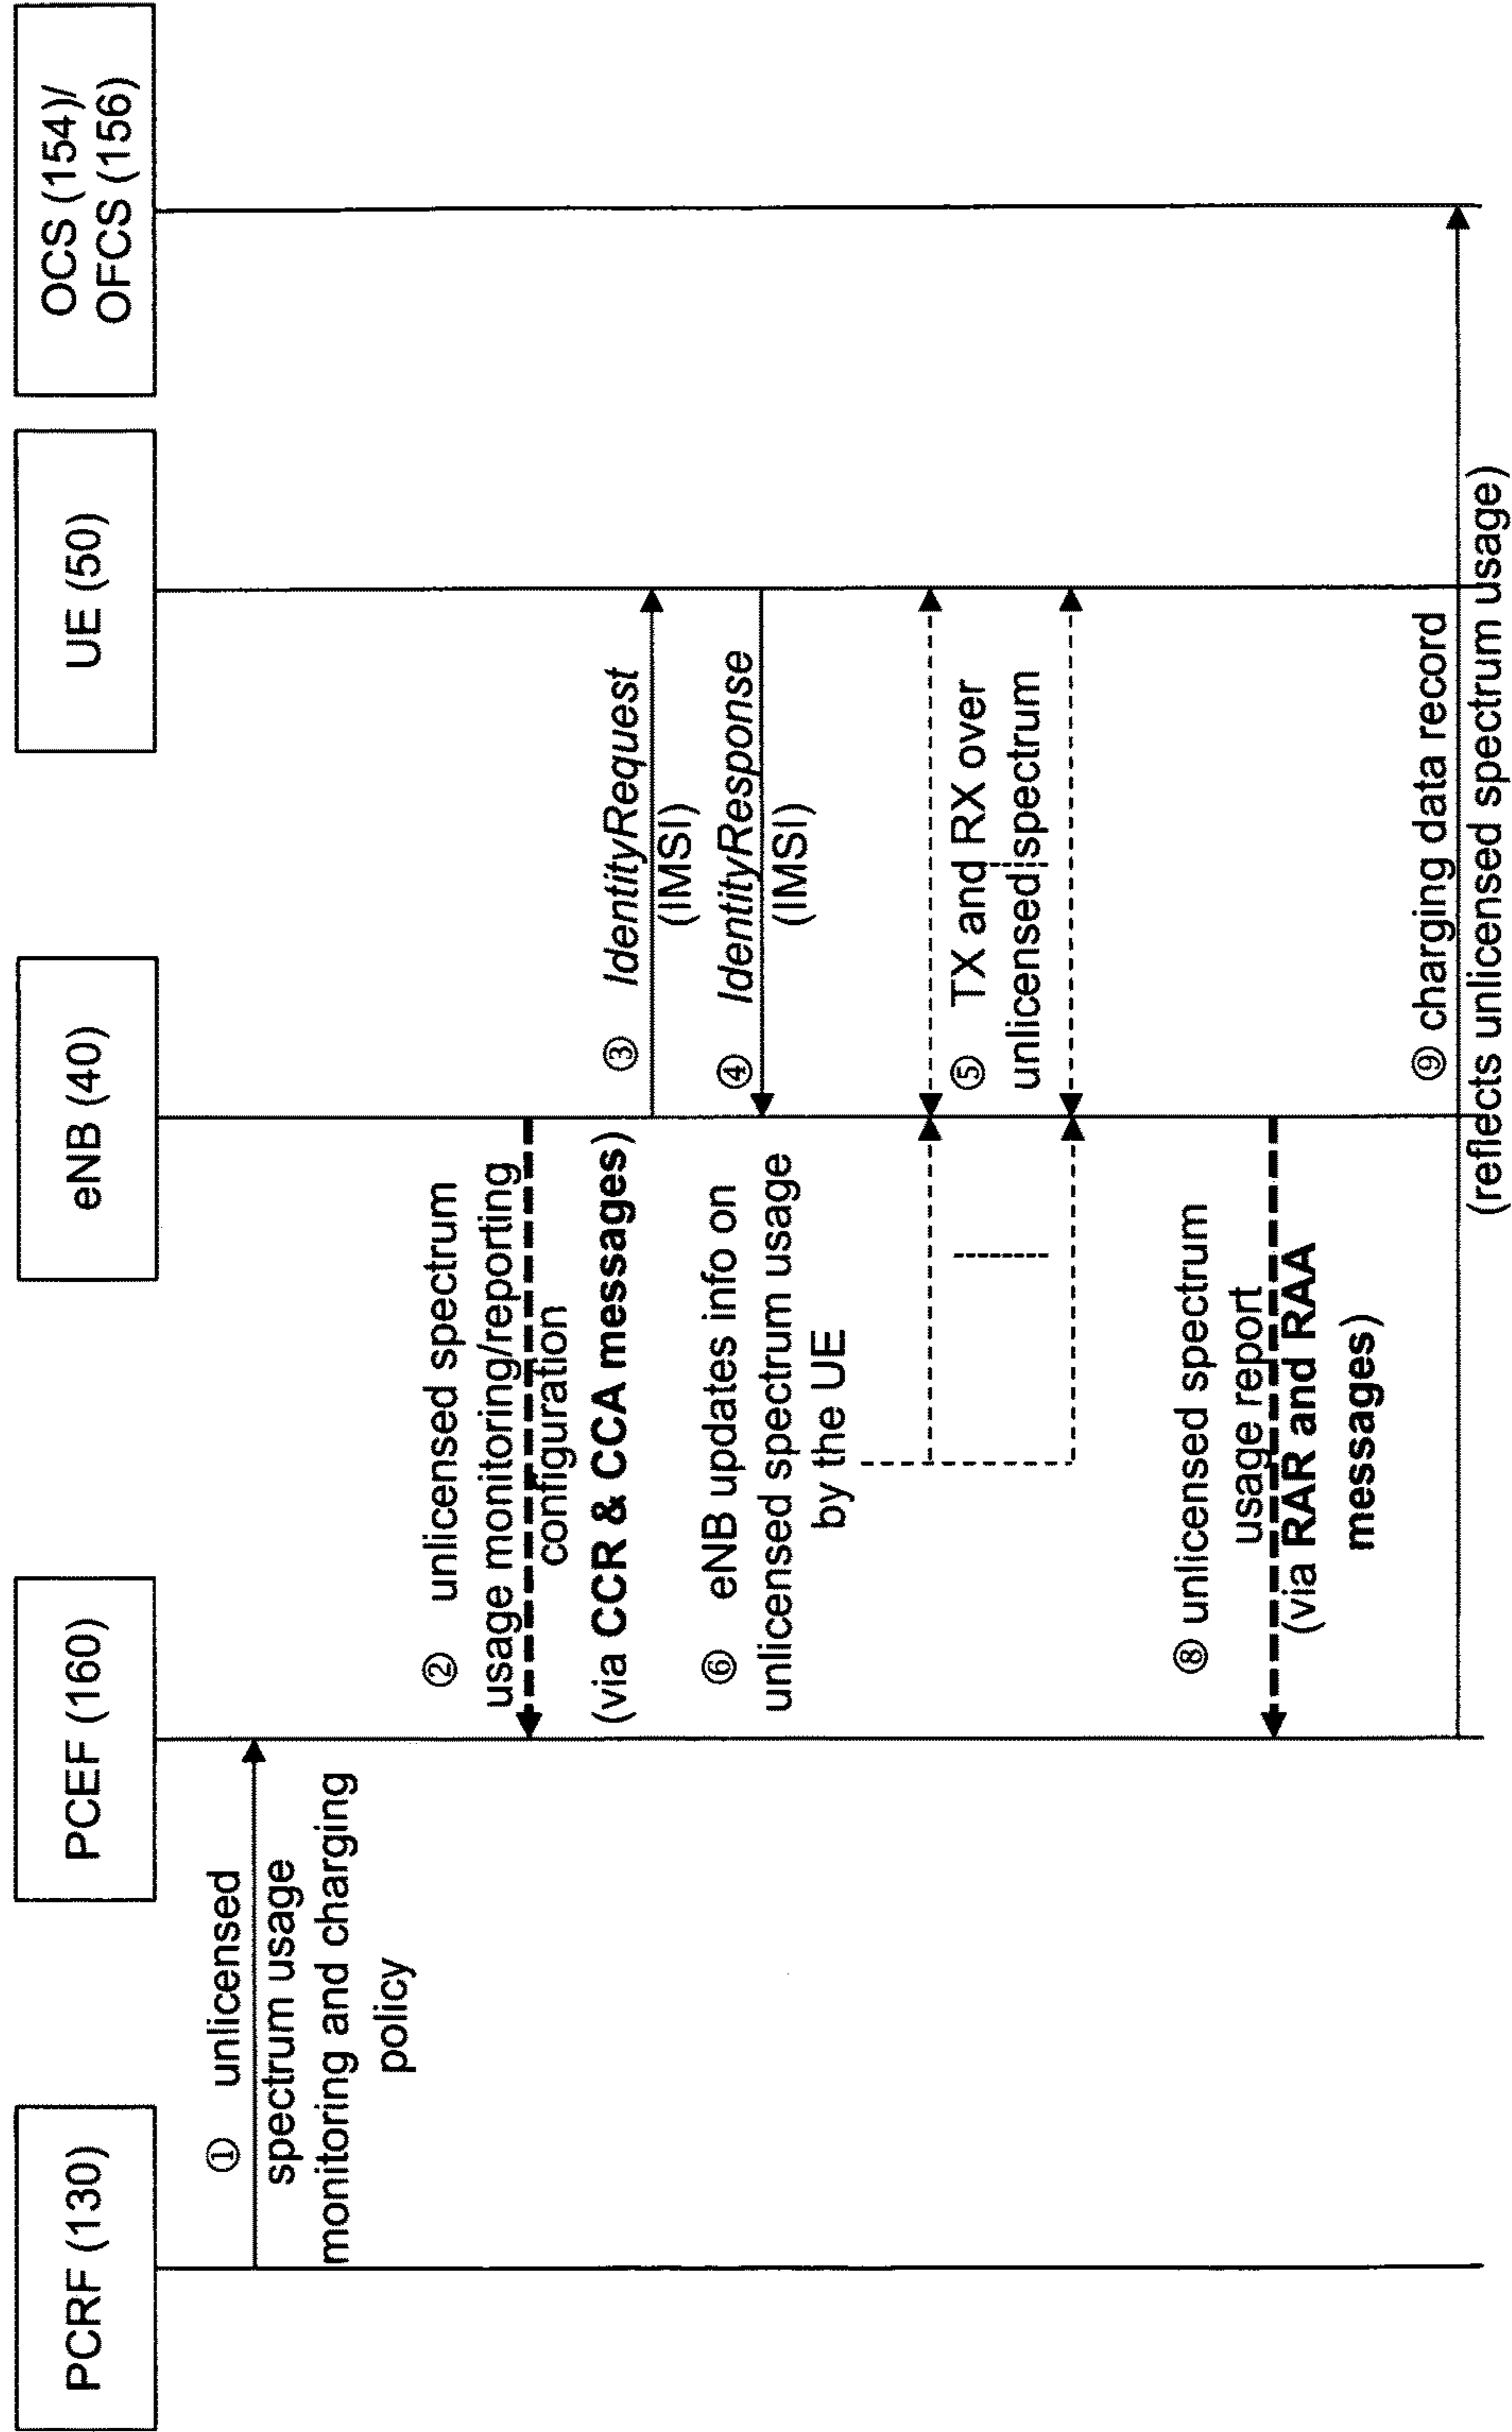 PCRF (130)
PCEF (160)
eNB (40)
UE (50)
OCS (154)/
OFCS (156)
① unlicensed
spectrum usage
monitoring and charging
policy
② unlicensed spectrum
usage monitoring/reporting
configuration
(via CCR & CCA messages)
③ IdentityRequest
(IMSI)
④ IdentityResponse
(IMSI)
⑤ TX and RX over
unlicensed spectrum
⑥ eNB updates info on
unlicensed spectrum usage
by the UE
⑧ unlicensed spectrum
usage report
(via RAR and RAA
messages)
⑨ charging data record
(reflects unlicensed spectrum usage)